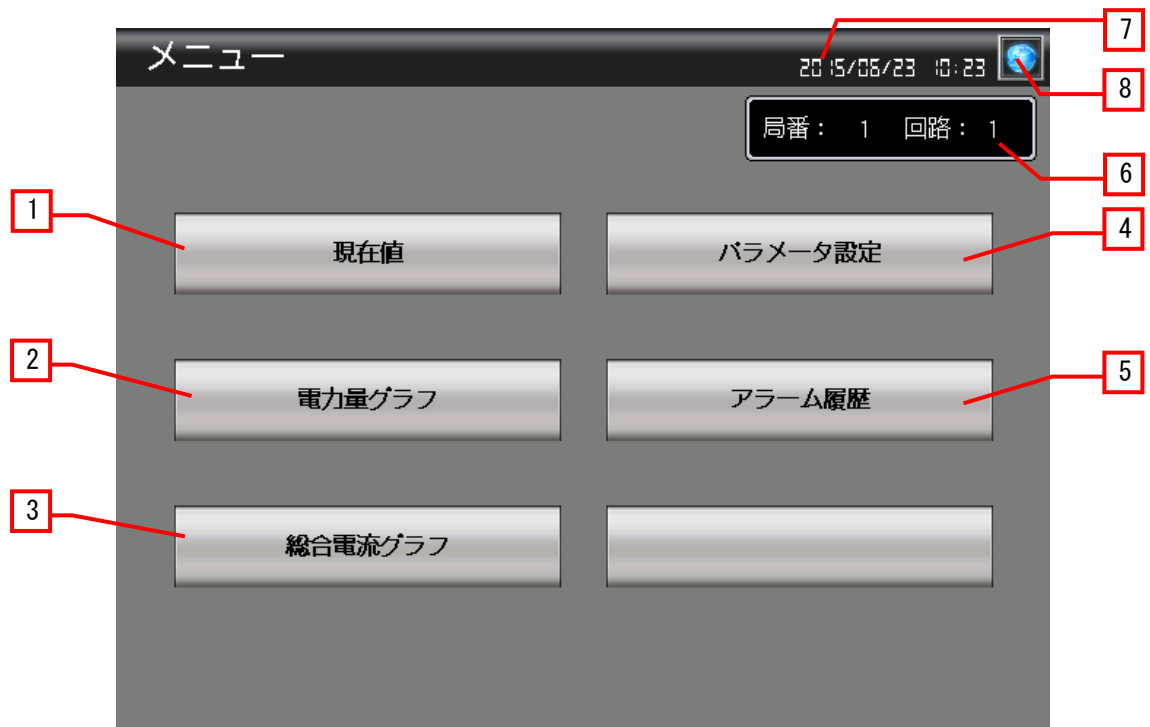 7
メニュー
2015/06/23 10:23
8
局番： 1 回路： 1
6
1
現在値
パラメータ設定
4
2
電力量グラフ
アラーム履歴
5
3
総合電流グラフ